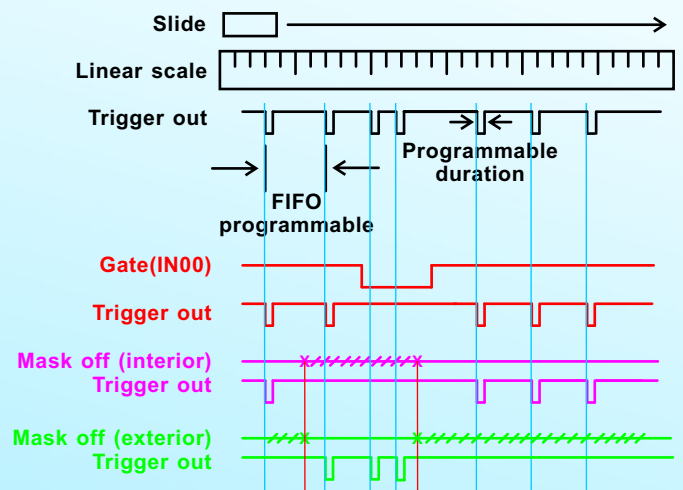 Slide
Linear scale
Trigger out
Programmable
duration
FIFO
programmable
Gate(IN00)
Trigger out
Mask off (interior)
Trigger out
Mask off (exterior)
Trigger out